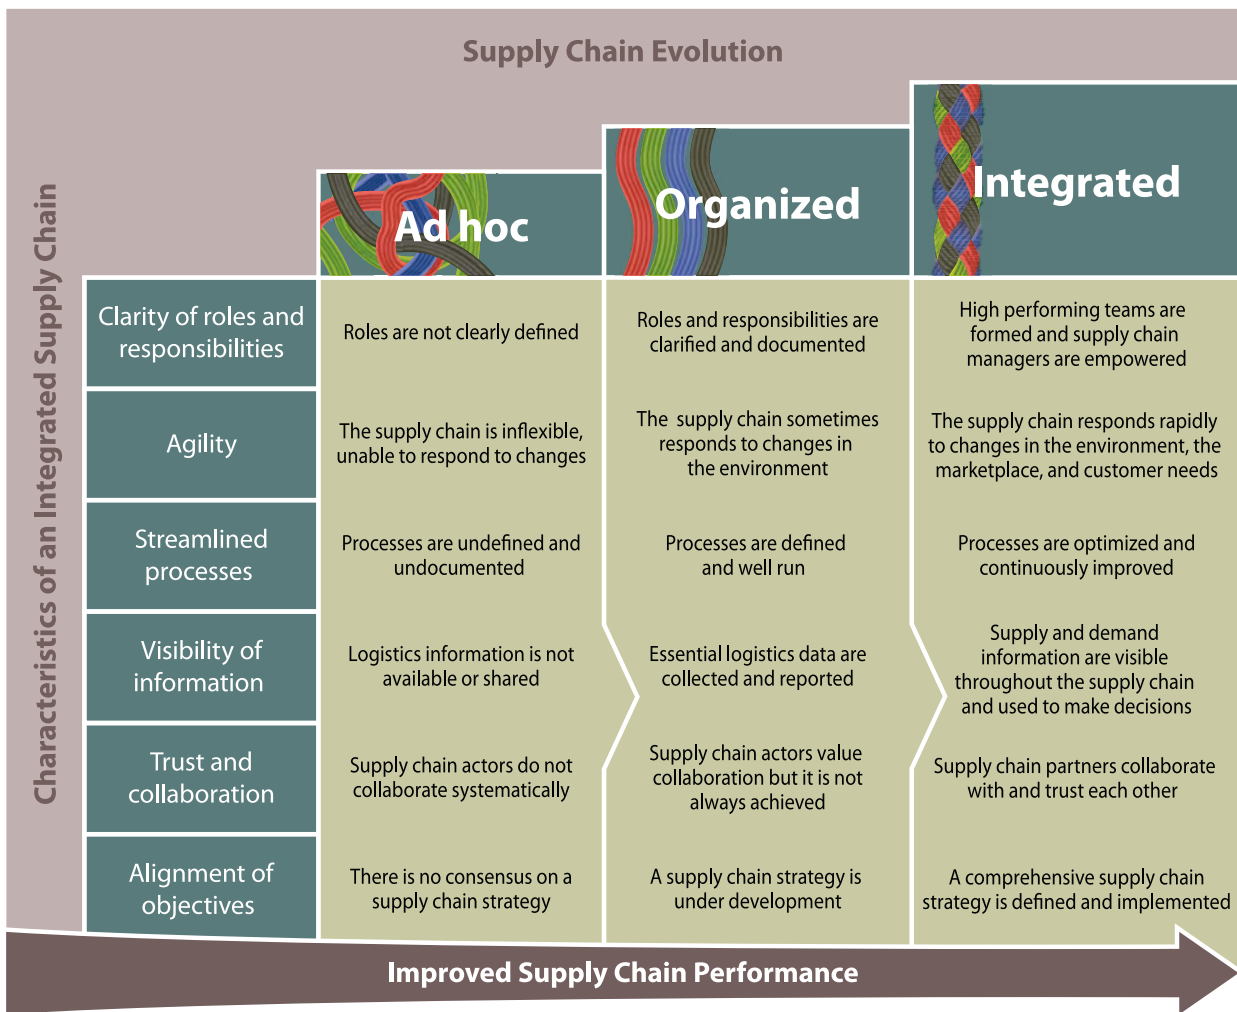 Supply Chain Evolution
Characteristics of an Integrated Supply Chain
Ad hoc
Organized
Integrated
Clarity of roles and
responsibilities
Roles are not clearly defined
Roles and responsibilities are
clarified and documented
High performing teams are
formed and supply chain
managers are empowered
Agility
The supply chain is inflexible,
unable to respond to changes
The supply chain sometimes
responds to changes in
the environment
The supply chain responds rapidly
to changes in the environment, the
marketplace, and customer needs
Streamlined
processes
Processes are undefined and
undocumented
Processes are defined
and well run
Processes are optimized and
continuously improved
Visibility of
information
Logistics information is not
available or shared
Essential logistics data are
collected and reported
Supply and demand
information are visible
throughout the supply chain
and used to make decisions
Trust and
collaboration
Supply chain actors do not
collaborate systematically
Supply chain actors value
collaboration but it is not
always achieved
Supply chain partners collaborate
with and trust each other
Alignment of
objectives
There is no consensus on a
supply chain strategy
A supply chain strategy is
under development
A comprehensive supply chain
strategy is defined and implemented
Improved Supply Chain Performance